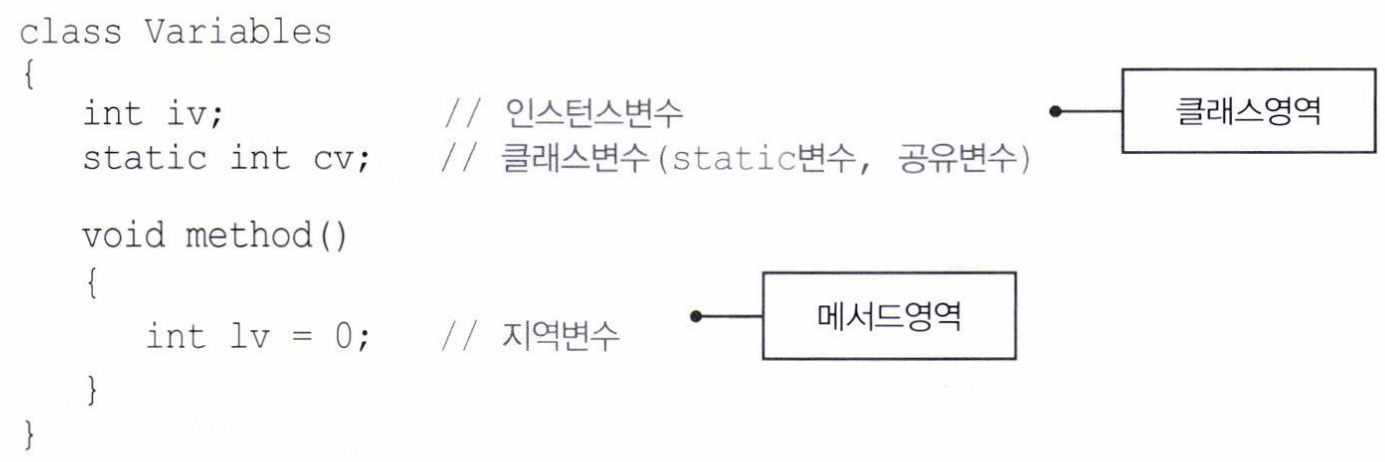 class Variables
{
int iv; // 인스턴스변수
클래스영역
static int cv; // 클래스변수(static변수, 공유변수)
void method()
{
메서드영역
int lv = 0; // 지역변수
}
}